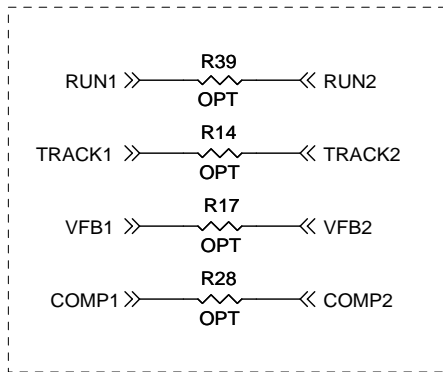 R39
RUN1 RUN2
OPT
R14
TRACK1 TRACK2
OPT
R17
VFB1 VFB2
OPT
R28
COMP1 COMP2
OPT